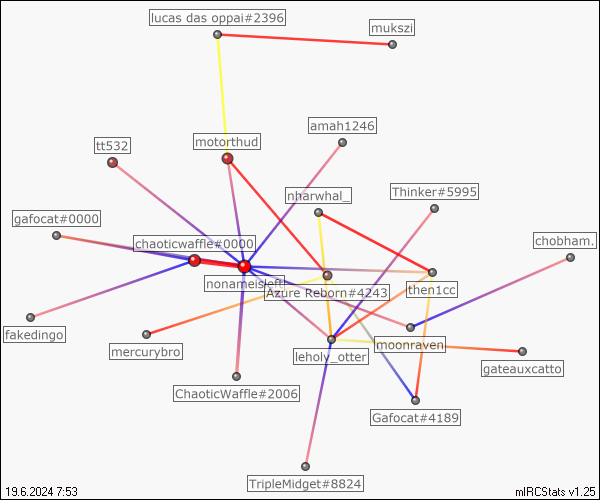 lucas das oppai#2396
mukszi
amah1246
motorthud
tt532
nharwhal_
Thinker#5995
gafocat#0000
chaoticwaffle#0000
chobham.
nonameisleft
Azure Reborn#4243
then1cc
fakedingo
mercurybro
leholy_otter
moonraven
gateauxcatto
ChaoticWaffle#2006
Gafocat#4189
TripleMidget#8824
19.6.2024 7:53
mIRCStats v1.25